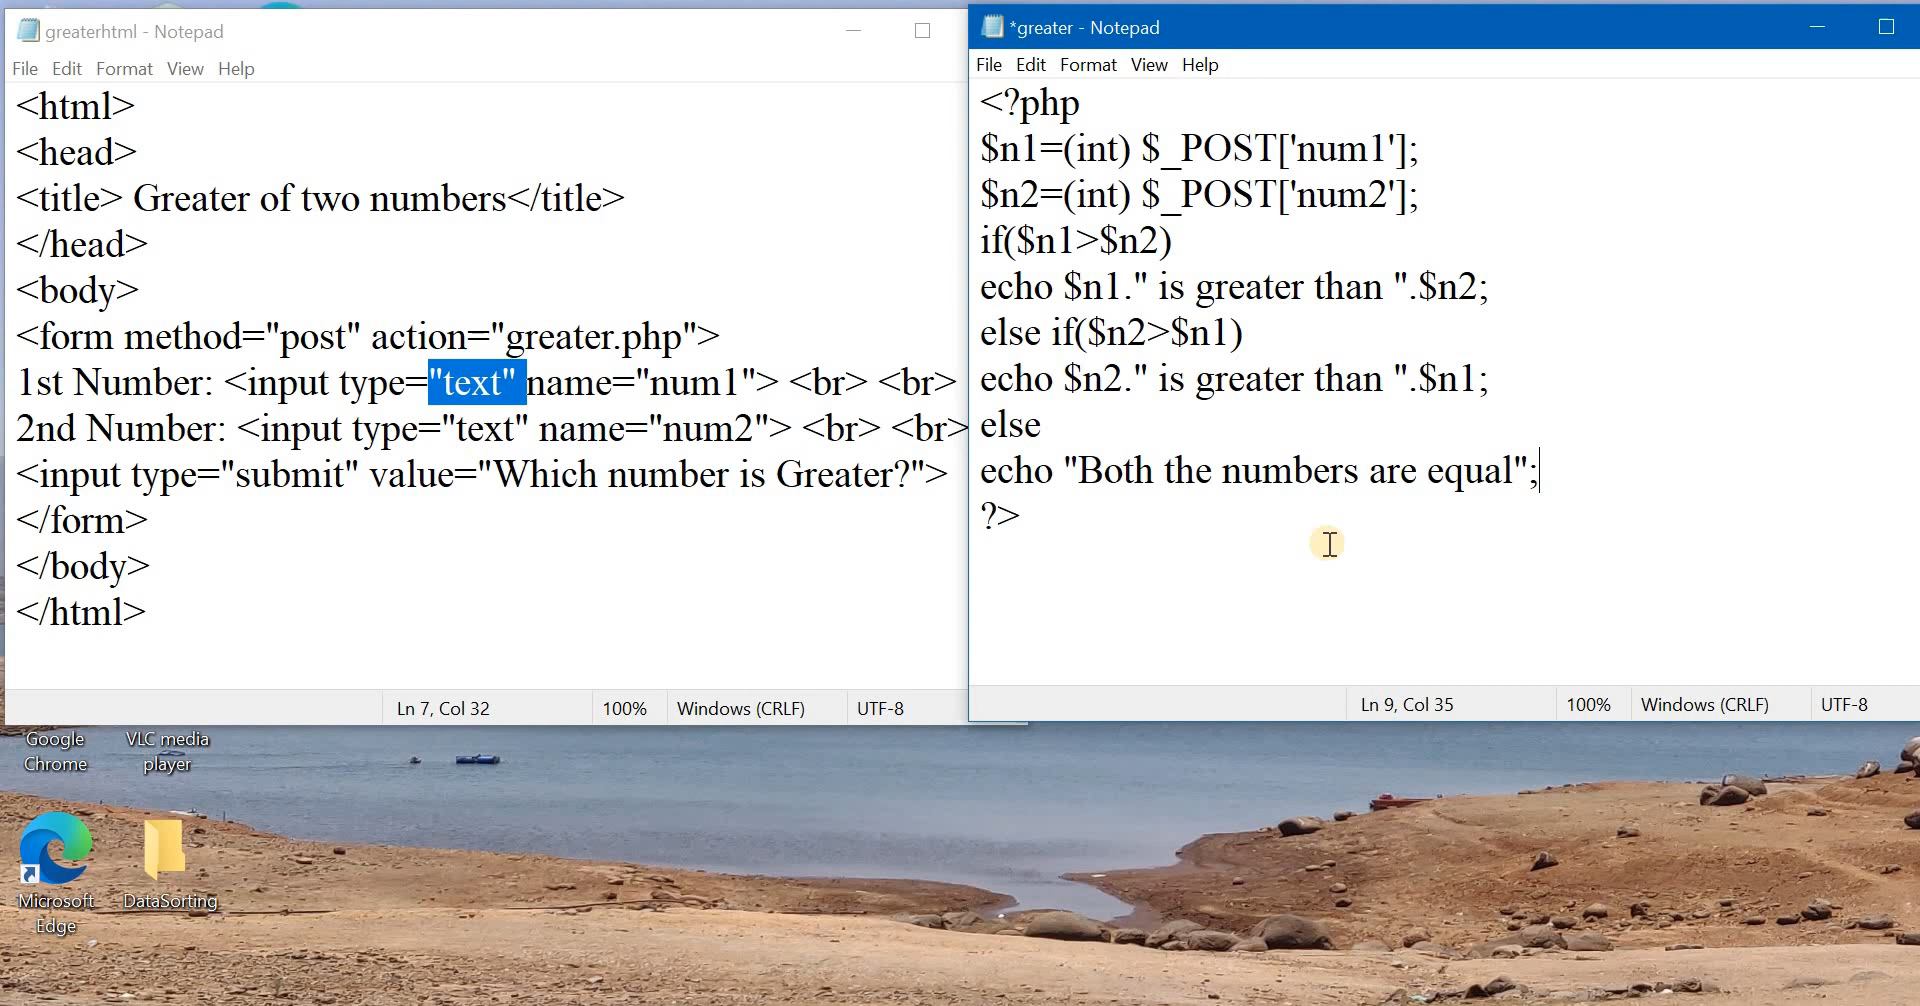 greaterhtml - Notepad
File Edit Format View Help
<html>
<head>
<title> Greater of two numbers</title>
</head>
<body>
<form method="post" action="greater.php">
1st Number: <input type="text" name="num1"> <br> <br>
2nd Number: <input type="text" name="num2"> <br> <br>
<input type="submit" value="Which number is Greater?">
</form>
</body>
</html>
Ln 7, Col 32 100% Windows (CRLF) UTF-8
*greater - Notepad
File Edit Format View Help
<?php
$n1=(int) $_POST['num1'];
$n2=(int) $_POST['num2'];
if($n1>$n2)
echo $n1." is greater than ".$n2;
else if($n2>$n1)
echo $n2." is greater than ".$n1;
else
echo "Both the numbers are equal";
?>
Ln 9, Col 35 100% Windows (CRLF) UTF-8
Google
Chrome
VLC media
player
Microsoft
Edge
DataSorting